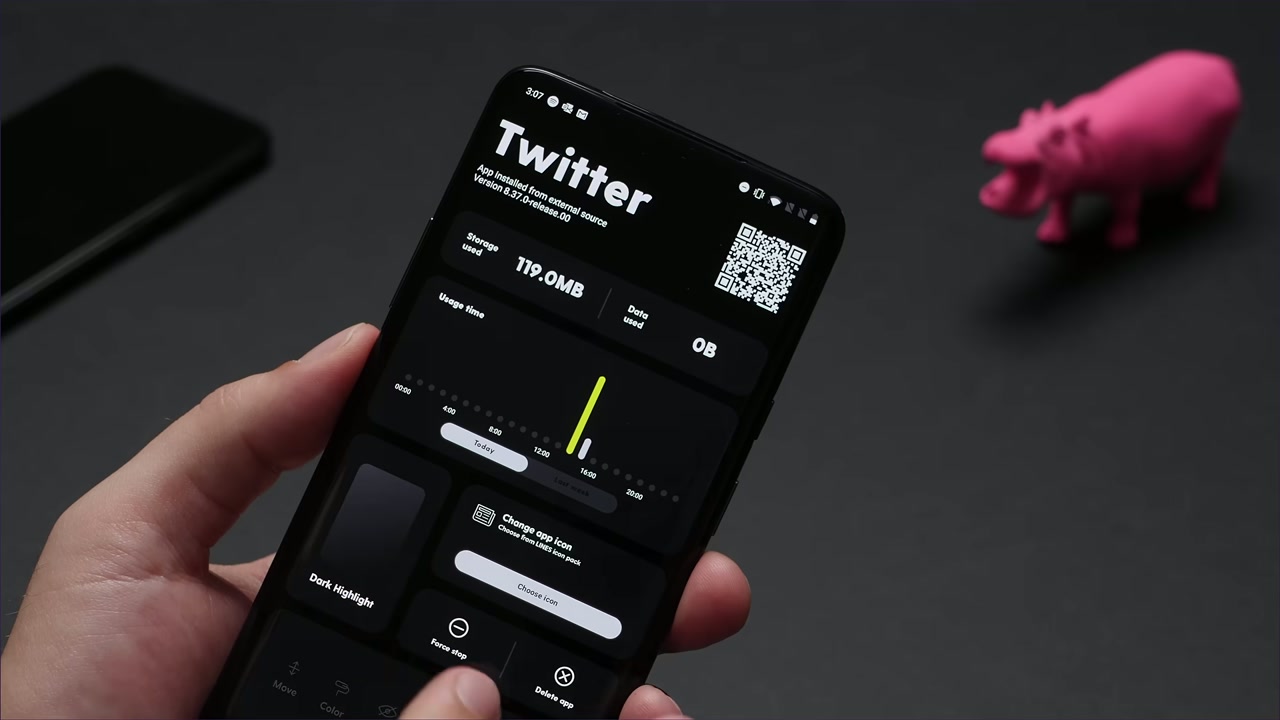 3:07
Twitter
App installed from external source
Version 8.37.0-release.00
Storage
used
119.0MB
Data
used
0B
Usage time
00:00
4:00
8:00
12:00
16:00
20:00
Today
Last week
Change app icon
Choose from LINES icon pack
Choose icon
Dark Highlight
Force stop
Delete app
Move
Color